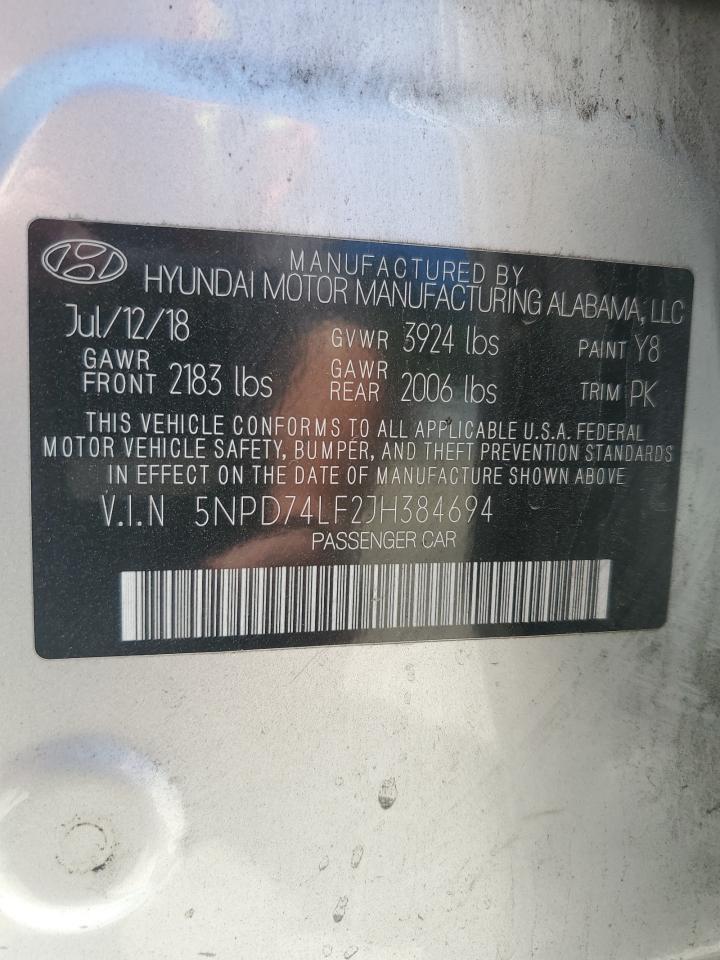 MANUFACTURED BY
HYUNDAI MOTOR MANUFACTURING ALABAMA, LLC
Jul/12/18 GVWR 3924 lbs PAINT Y8
GAWR FRONT 2183 lbs GAWR REAR 2006 lbs TRIM PK
THIS VEHICLE CONFORMS TO ALL APPLICABLE U.S.A. FEDERAL
MOTOR VEHICLE SAFETY, BUMPER, AND THEFT PREVENTION STANDARDS
IN EFFECT ON THE DATE OF MANUFACTURE SHOWN ABOVE
V.I.N 5NPD74LF2JH384694
PASSENGER CAR